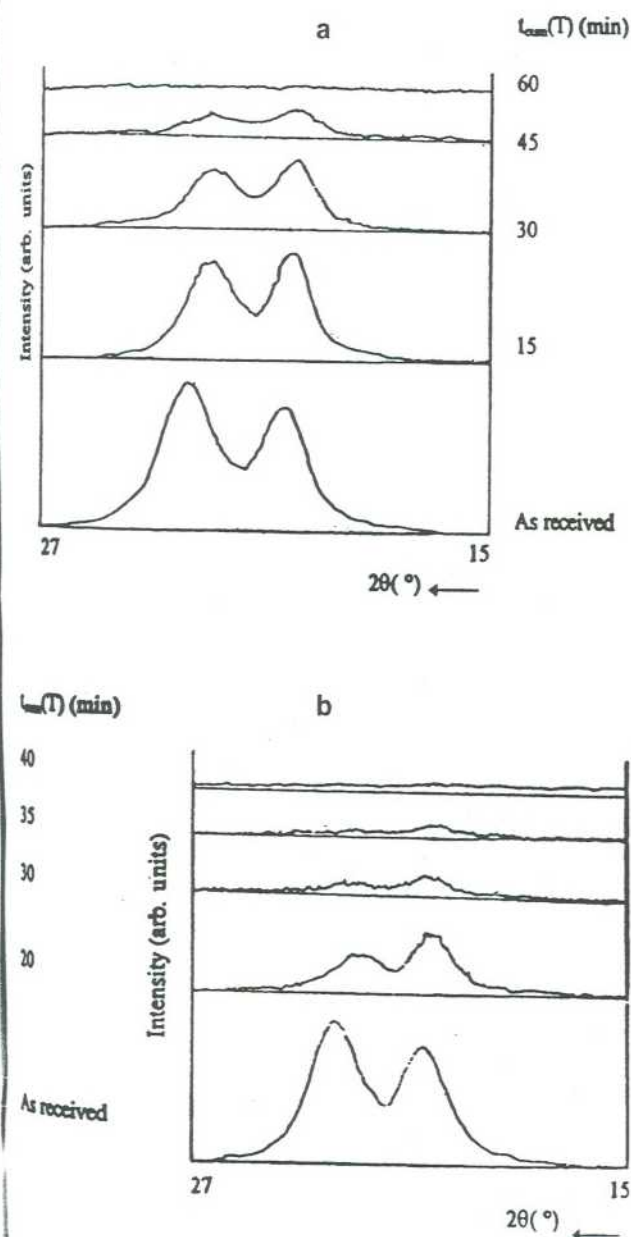 a
t_cum(T) (min)
60
45
30
15
As received
Intensity (arb. units)
27
15
2θ( °) ←
b
(T) (min)
40
35
30
20
As received
Intensity (arb. units)
27
15
2θ( °) ←